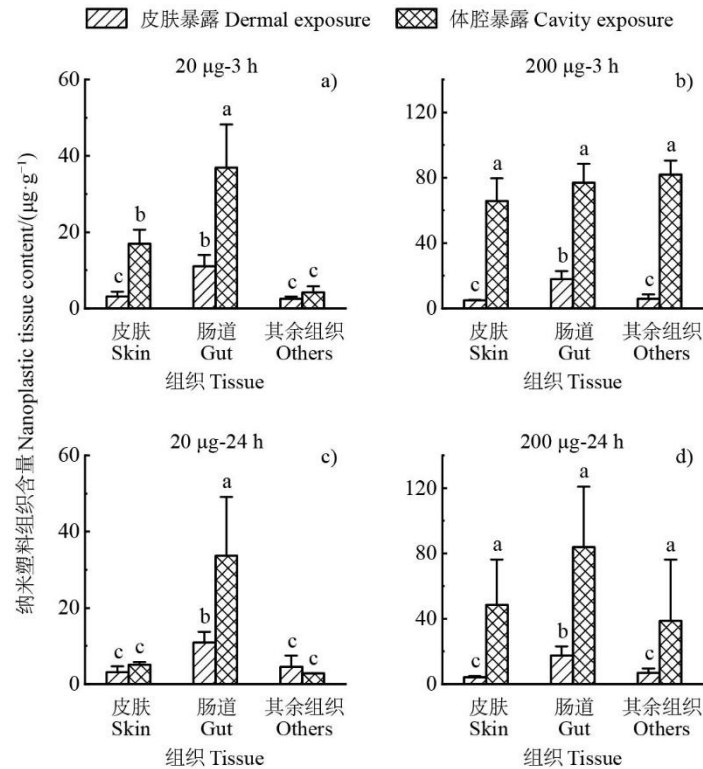 皮肤暴露 Dermal exposure 体腔暴露 Cavity exposure
纳米塑料组织含量 Nanoplastic tissue content/(μg·g⁻¹)
20 μg-3 h
a)
60
40
20
0
c
b
b
a
c
c
皮肤
Skin
肠道
Gut
其余组织
Others
组织 Tissue
200 μg-3 h
b)
120
80
40
0
c
a
b
a
c
a
皮肤
Skin
肠道
Gut
其余组织
Others
组织 Tissue
20 μg-24 h
c)
60
40
20
0
c
c
b
a
c
c
皮肤
Skin
肠道
Gut
其余组织
Others
组织 Tissue
200 μg-24 h
d)
120
80
40
0
c
a
b
a
c
a
皮肤
Skin
肠道
Gut
其余组织
Others
组织 Tissue